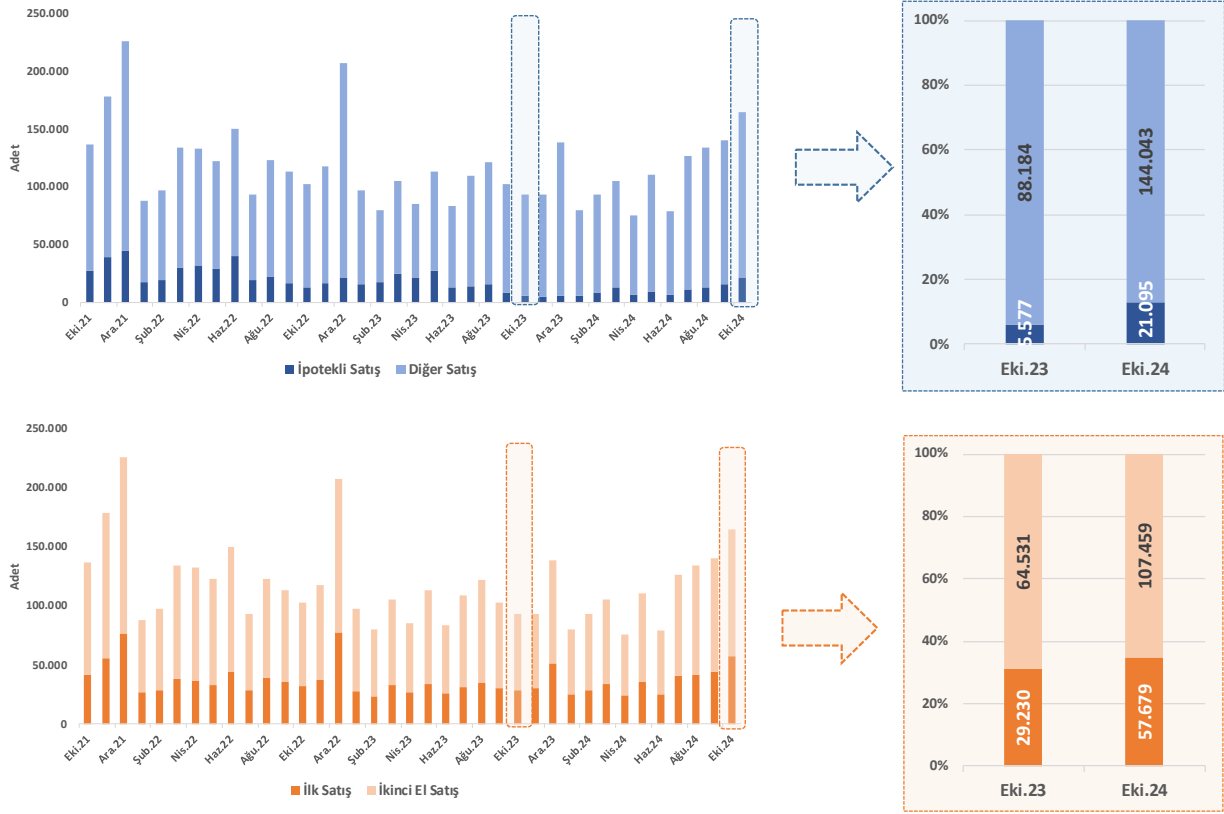 250.000
200.000
150.000
100.000
50.000
0
Adet
Eki.21
Ara.21
Şub.22
Nis.22
Haz.22
Ağu.22
Eki.22
Ara.22
Şub.23
Nis.23
Haz.23
Ağu.23
Eki.23
Ara.23
Şub.24
Nis.24
Haz.24
Ağu.24
Eki.24
İpotekli Satış Diğer Satış
100%
80%
60%
40%
20%
0%
88.184
5.577
144.043
21.095
Eki.23 Eki.24
250.000
200.000
150.000
100.000
50.000
0
Adet
Eki.21
Ara.21
Şub.22
Nis.22
Haz.22
Ağu.22
Eki.22
Ara.22
Şub.23
Nis.23
Haz.23
Ağu.23
Eki.23
Ara.23
Şub.24
Nis.24
Haz.24
Ağu.24
Eki.24
İlk Satış İkinci El Satış
100%
80%
60%
40%
20%
0%
64.531
29.230
107.459
57.679
Eki.23 Eki.24